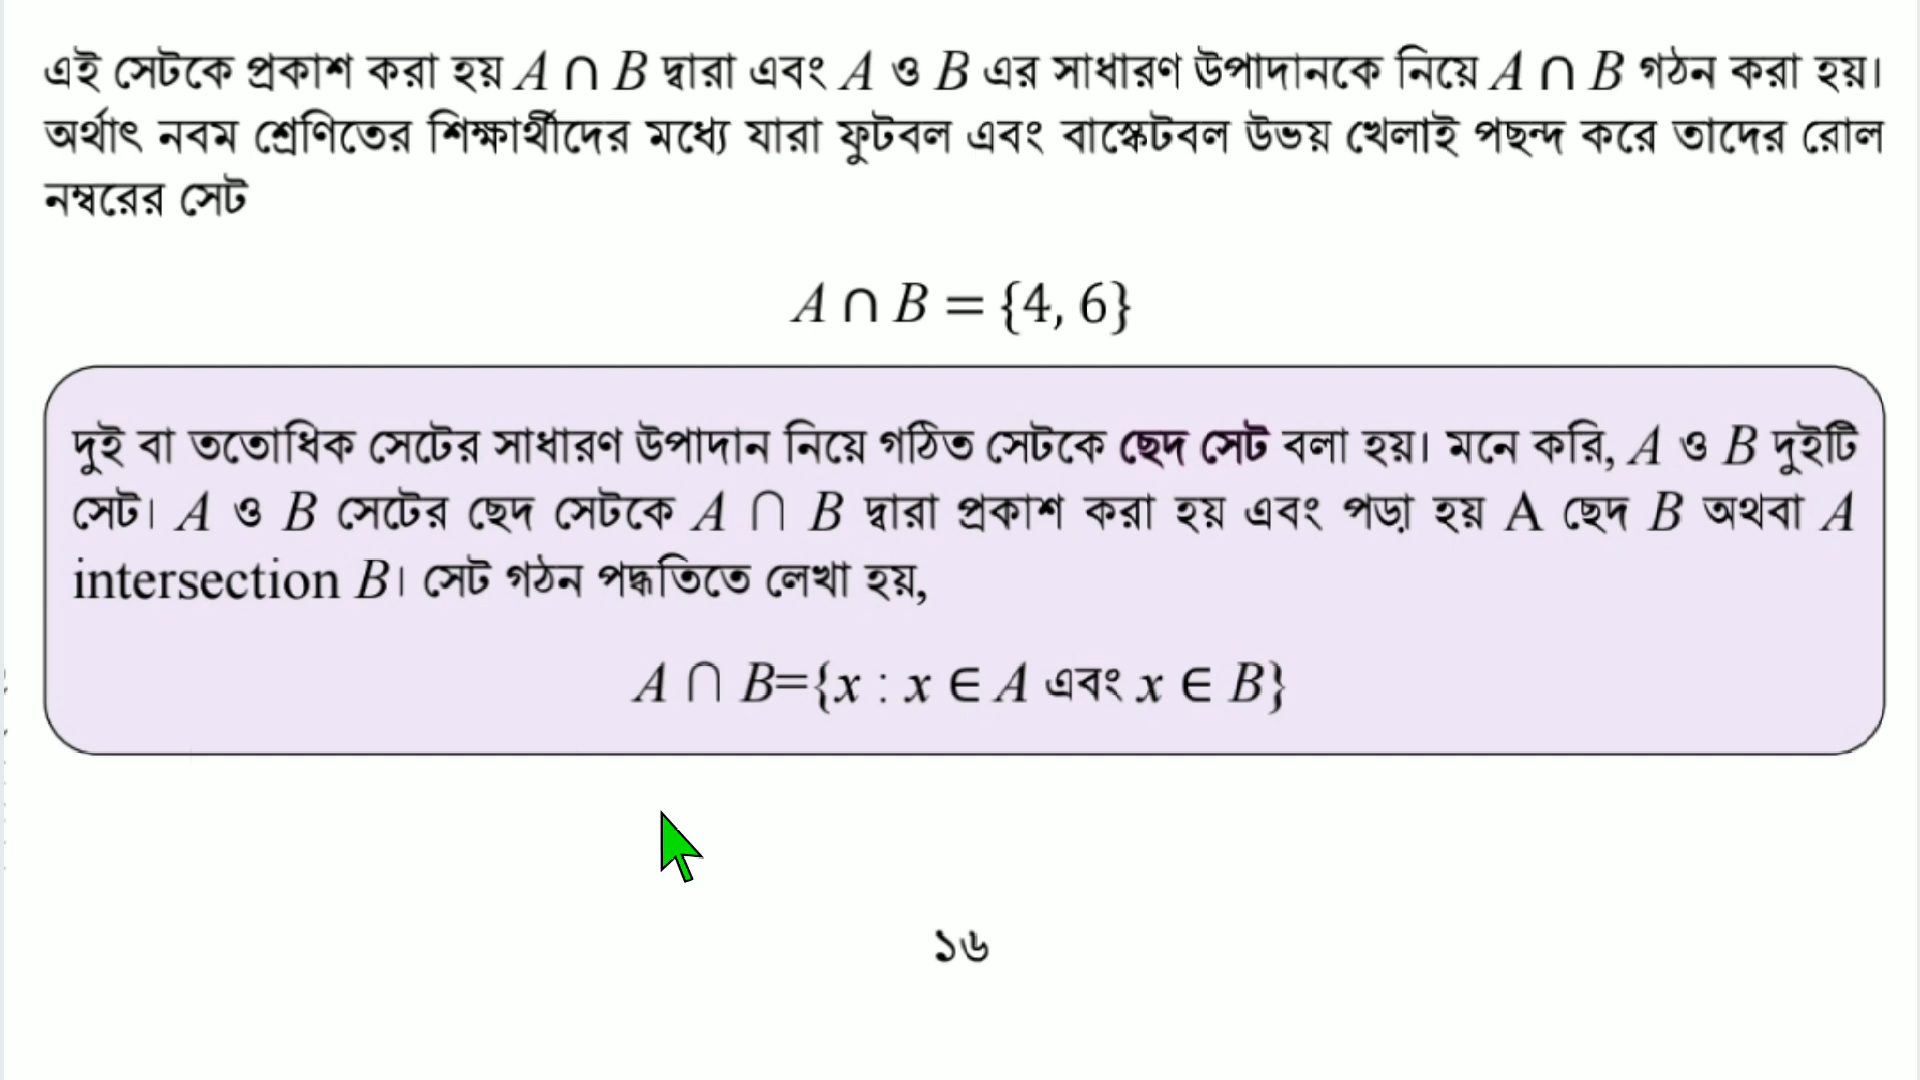 এই সেটকে প্রকাশ করা হয় A ∩ B দ্বারা এবং A ও B এর সাধারণ উপাদানকে নিয়ে A ∩ B গঠন করা হয়।
অর্থাৎ নবম শ্রেণিতের শিক্ষার্থীদের মধ্যে যারা ফুটবল এবং বাস্কেটবল উভয় খেলাই পছন্দ করে তাদের রোল
নম্বরের সেট
A ∩ B = {4, 6}
দুই বা ততোধিক সেটের সাধারণ উপাদান নিয়ে গঠিত সেটকে ছেদ সেট বলা হয়। মনে করি, A ও B দুইটি
সেট। A ও B সেটের ছেদ সেটকে A ∩ B দ্বারা প্রকাশ করা হয় এবং পড়া হয় A ছেদ B অথবা A
intersection B। সেট গঠন পদ্ধতিতে লেখা হয়,
A ∩ B={x : x ∈ A এবং x ∈ B}
১৬